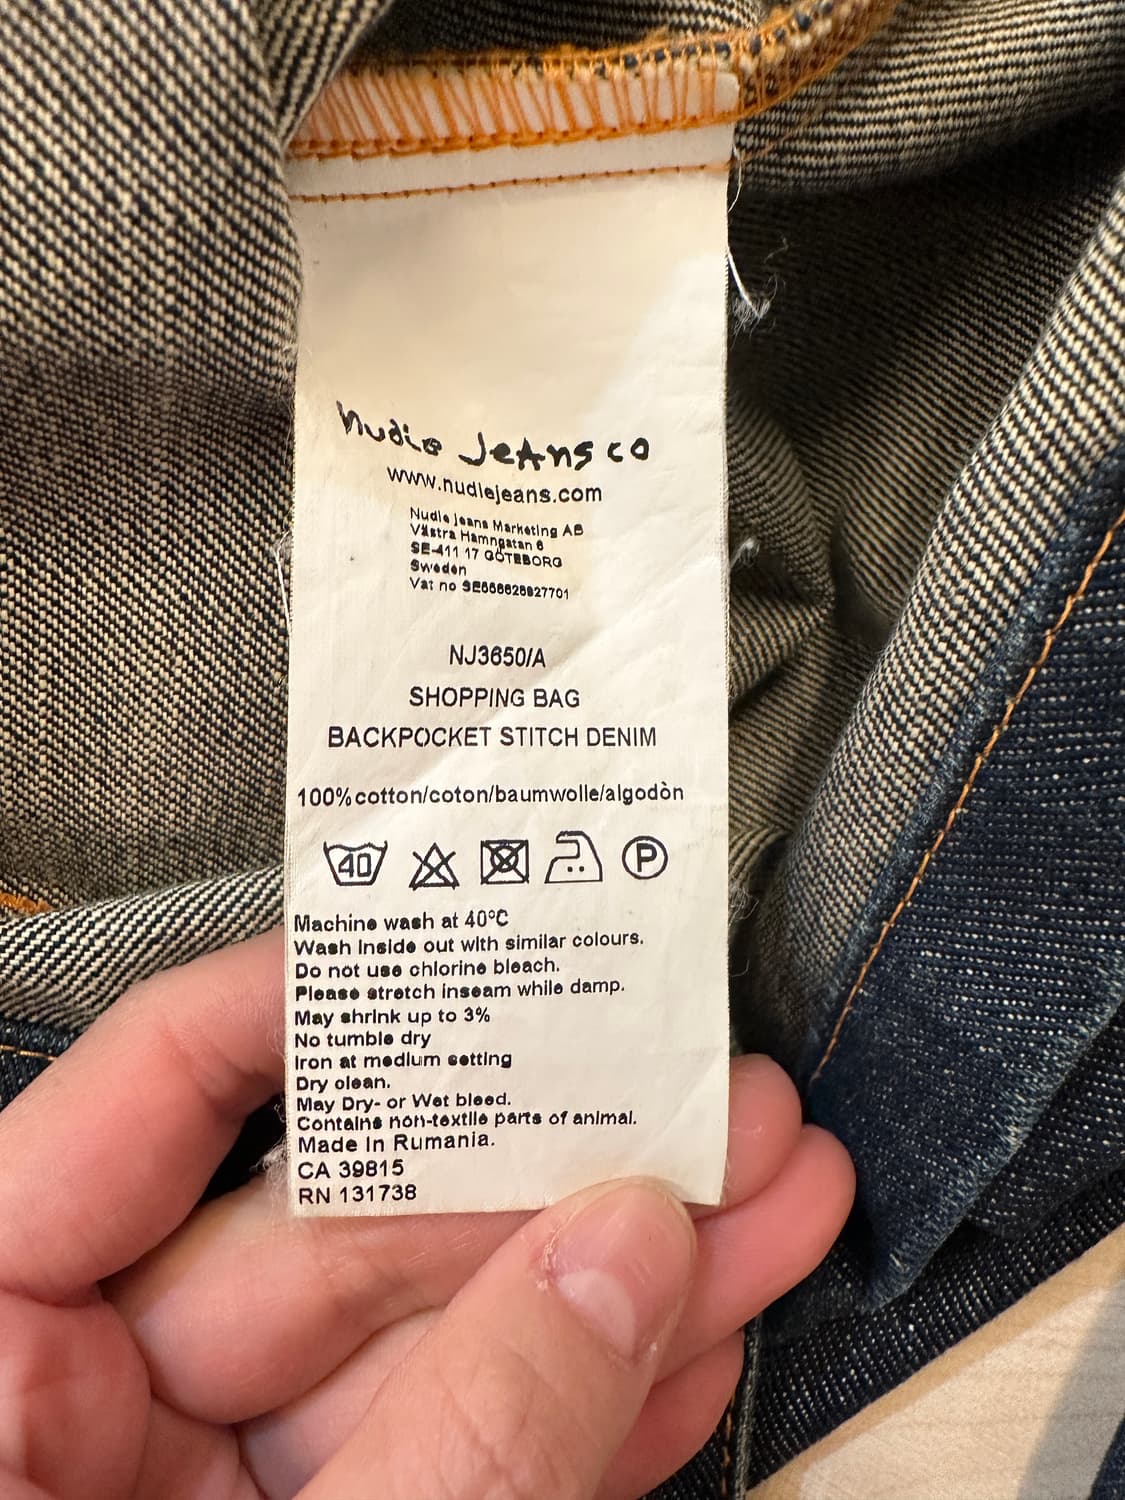 nudie Jeans co
www.nudiejeans.com
Nudie Jeans Marketing AB
Västra Hamngatan 6
SE-411 17 GÖTEBORG
Sweden
Vat no
NJ3650/A
SHOPPING BAG
BACKPOCKET STITCH DENIM
100% cotton/coton/baumwolle/algodòn
40 P
Machine wash at 40°C
Wash inside out with similar colours.
Do not use chlorine bleach.
Please stretch inseam while damp.
May shrink up to 3%
No tumble dry
Iron at medium setting
Dry clean.
May Dry- or Wet bleed.
Contains non-textile parts of animal.
Made in Rumania.
CA 39815
RN 131738